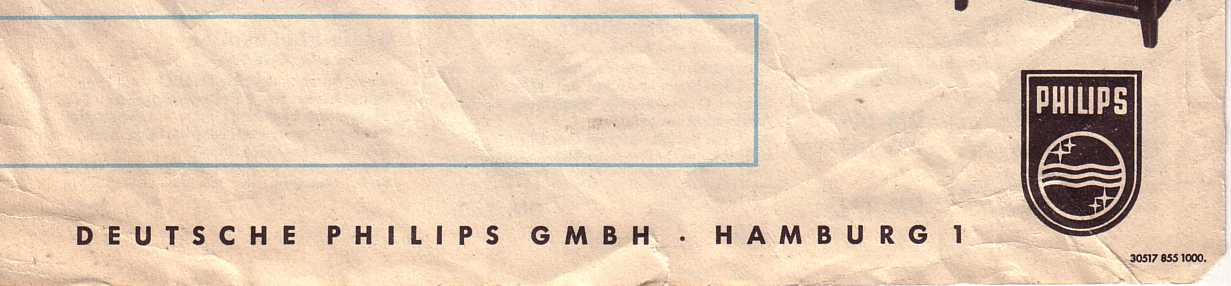 PHILIPS
DEUTSCHE PHILIPS GMBH · HAMBURG 1
30517 855 1000.